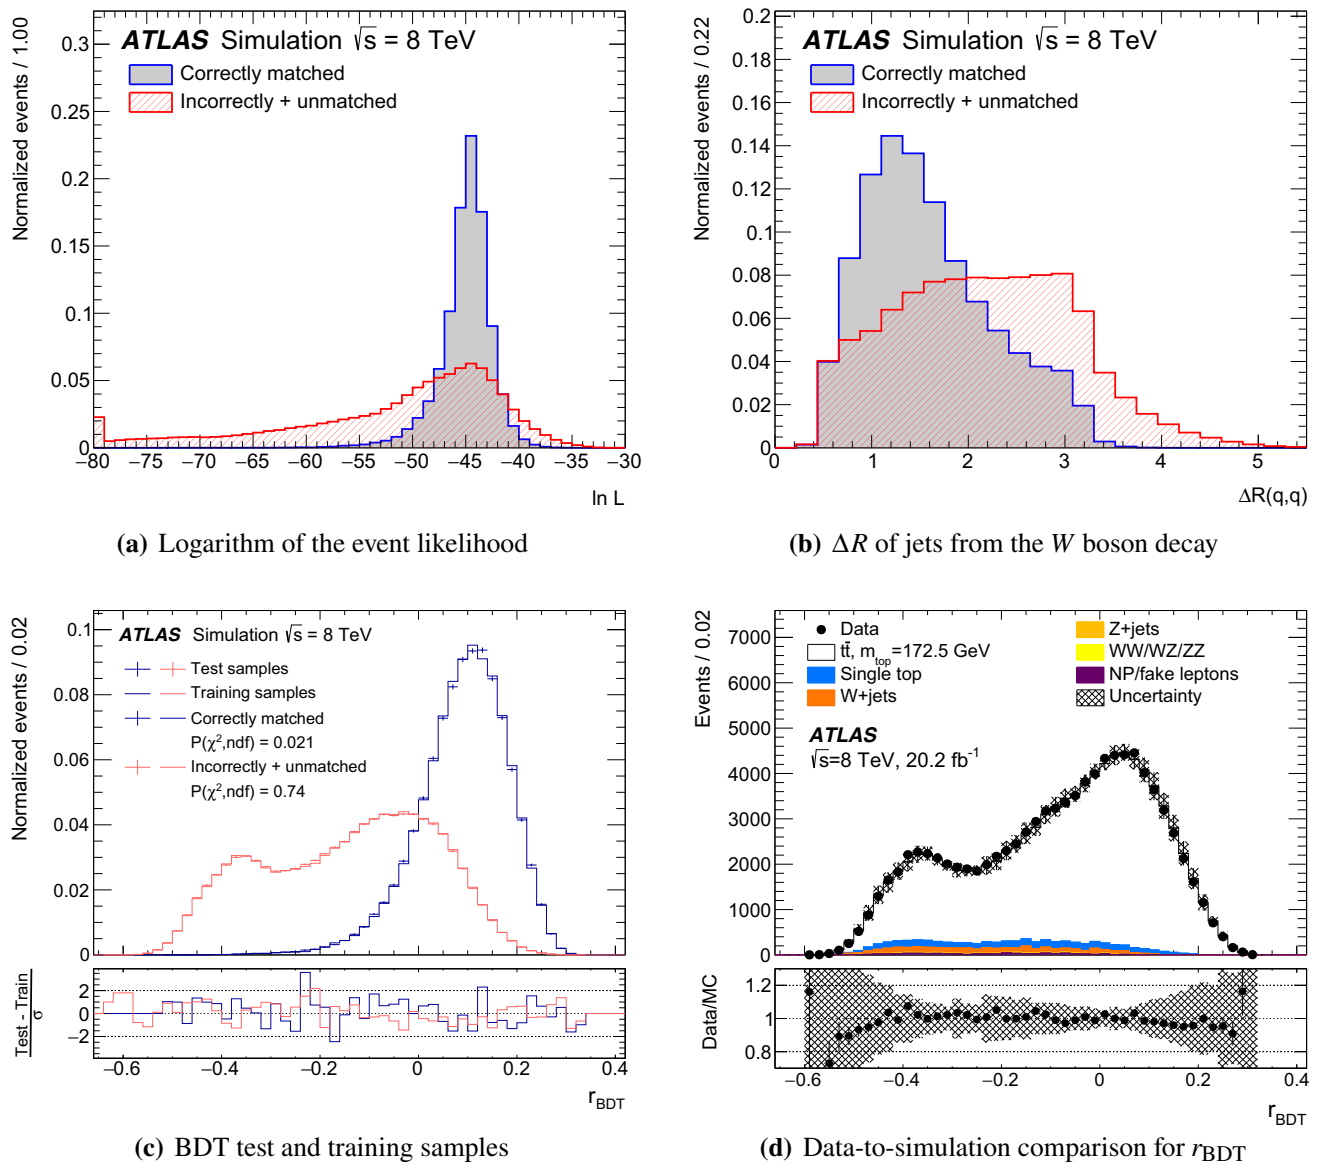 ATLAS Simulation √s = 8 TeV
Correctly matched
Incorrectly + unmatched
Normalized events / 1.00
0.3
0.25
0.2
0.15
0.1
0.05
0
−80 −75 −70 −65 −60 −55 −50 −45 −40 −35 −30
ln L
(a) Logarithm of the event likelihood
ATLAS Simulation √s = 8 TeV
Correctly matched
Incorrectly + unmatched
Normalized events / 0.22
0.2
0.18
0.16
0.14
0.12
0.1
0.08
0.06
0.04
0.02
0
0 1 2 3 4 5
ΔR(q,q)
(b) ΔR of jets from the W boson decay
ATLAS Simulation √s = 8 TeV
Test samples
Training samples
Correctly matched
P(χ²,ndf) = 0.021
Incorrectly + unmatched
P(χ²,ndf) = 0.74
Normalized events / 0.02
0.1
0.08
0.06
0.04
0.02
0
Test - Train
σ
2
0
−2
−0.6 −0.4 −0.2 0 0.2 0.4
r_BDT
(c) BDT test and training samples
Data
tt̄, m_top=172.5 GeV
Single top
W+jets
Z+jets
WW/WZ/ZZ
NP/fake leptons
Uncertainty
ATLAS
√s=8 TeV, 20.2 fb⁻¹
Events / 0.02
7000
6000
5000
4000
3000
2000
1000
0
Data/MC
1.2
1
0.8
−0.6 −0.4 −0.2 0 0.2 0.4
r_BDT
(d) Data-to-simulation comparison for r_BDT